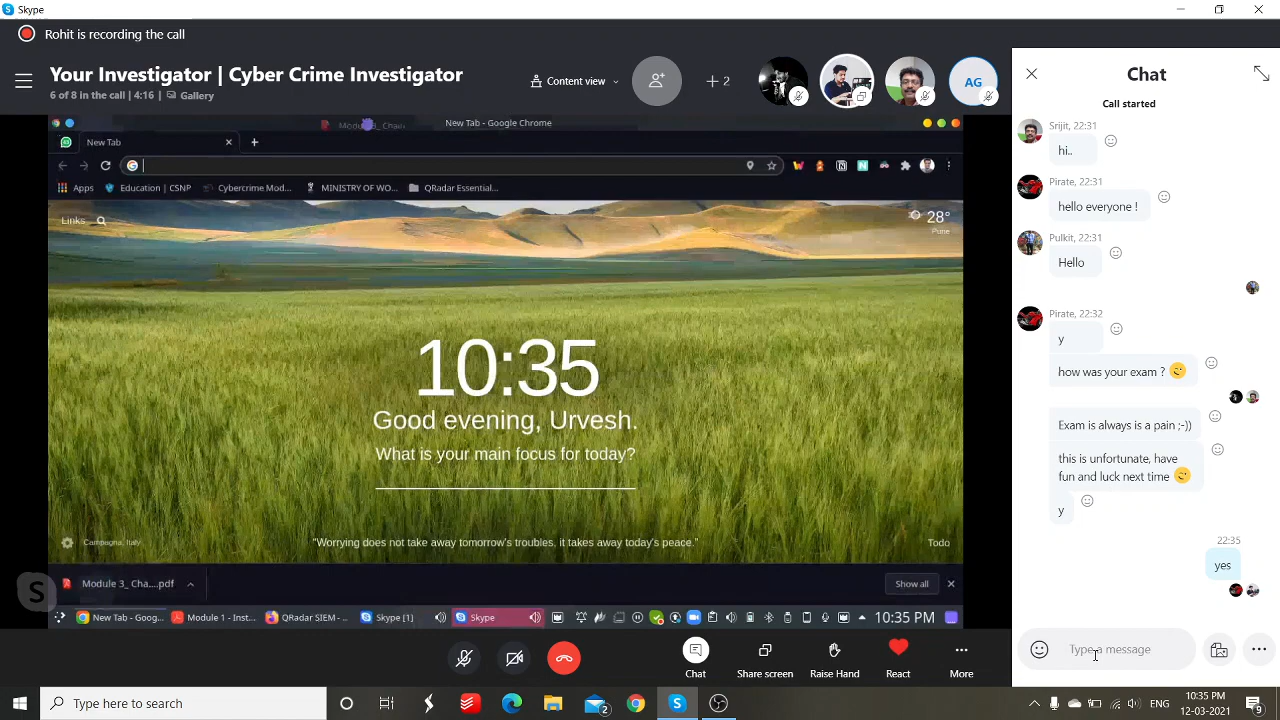 Skype
Rohit is recording the call
Your Investigator | Cyber Crime Investigator
6 of 8 in the call | 4:16 | Gallery
Content view
+ 2
AG
New Tab - Google Chrome
New Tab
G
Apps
Education | CSNP
Cybercrime Mod...
MINISTRY OF WO...
QRadar Essential...
Links
28°
Pune
10:35
Good evening, Urvesh.
What is your main focus for today?
Campagna, Italy
"Worrying does not take away tomorrow's troubles, it takes away today's peace."
Todo
Module 3_ Cha....pdf
Show all
New Tab - Goog...
Module 1 - Inst...
QRadar SIEM -...
Skype [1]
Skype
10:35 PM
Chat
Share screen
Raise Hand
React
More
Chat
Call started
Srijit, 22:31
hi..
Pirate, 22:31
hello everyone !
Pulkit, 22:31
Hello
Pirate, 22:32
y
how was your exam ?
Exam is always is a pain ;-))
this is unfortunate, have
fun and luck next time
y
22:35
yes
Type a message
Type here to search
2
ENG
10:35 PM
12-03-2021
9